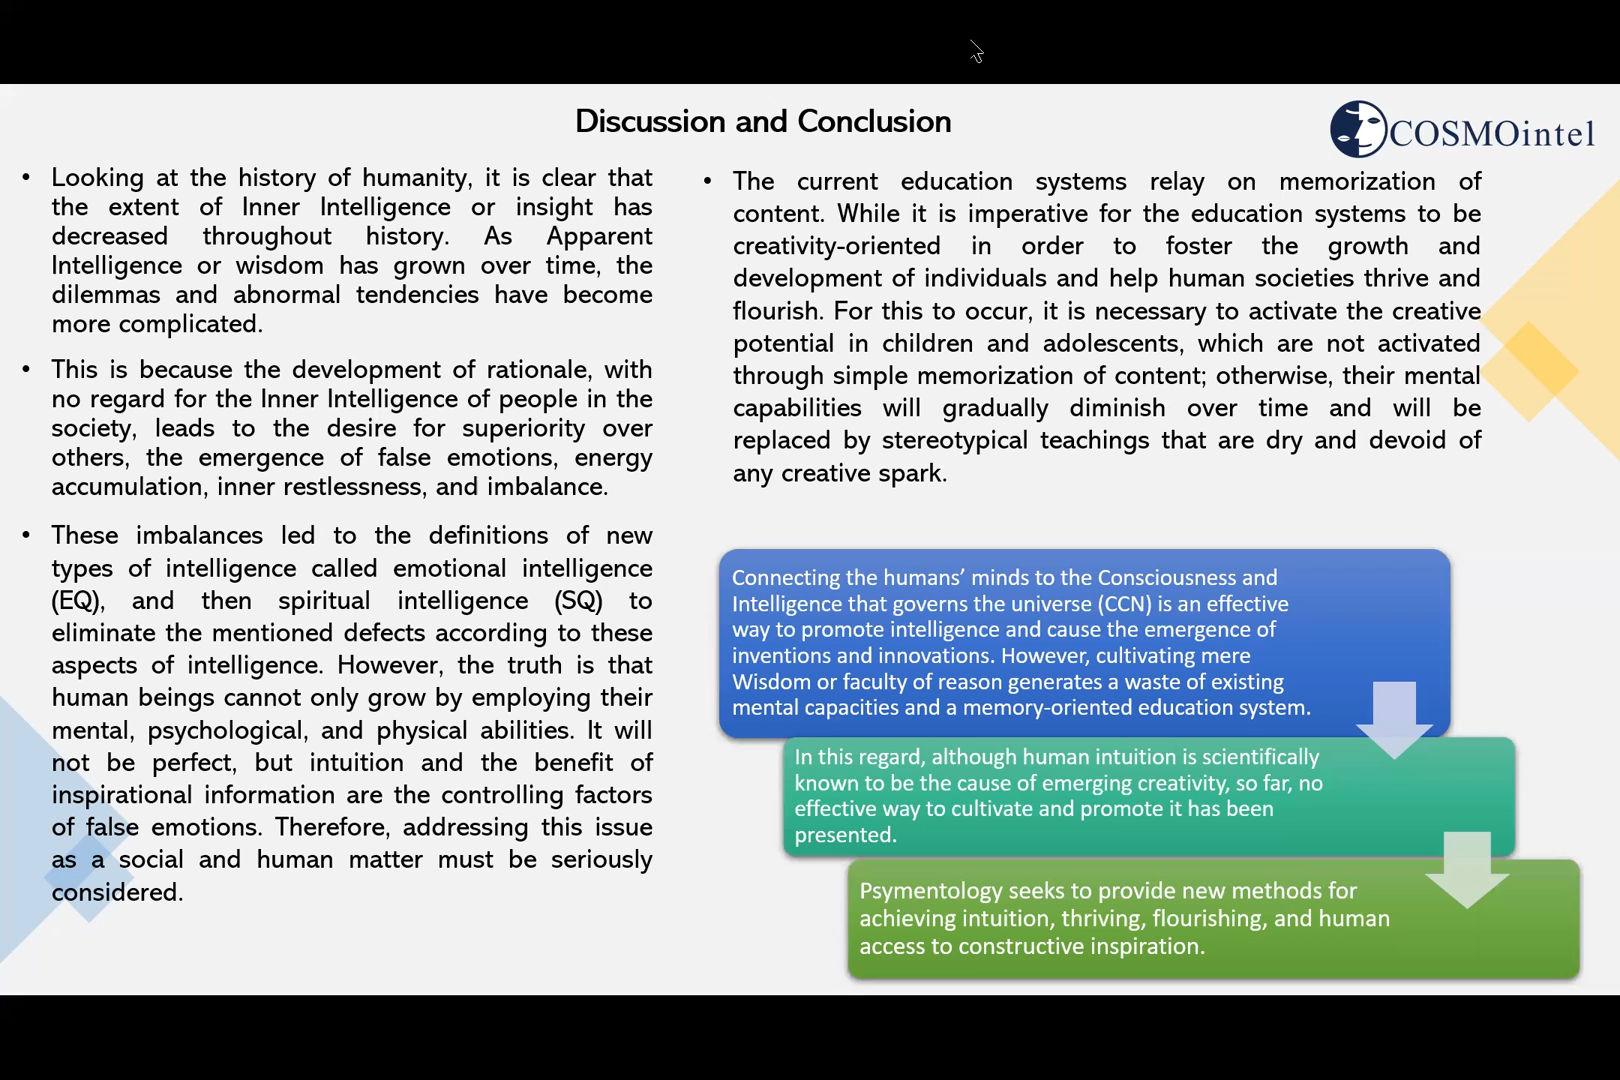 Discussion and Conclusion
COSMOintel
• Looking at the history of humanity, it is clear that
the extent of Inner Intelligence or insight has
decreased throughout history. As Apparent
Intelligence or wisdom has grown over time, the
dilemmas and abnormal tendencies have become
more complicated.
• This is because the development of rationale, with
no regard for the Inner Intelligence of people in the
society, leads to the desire for superiority over
others, the emergence of false emotions, energy
accumulation, inner restlessness, and imbalance.
• These imbalances led to the definitions of new
types of intelligence called emotional intelligence
(EQ), and then spiritual intelligence (SQ) to
eliminate the mentioned defects according to these
aspects of intelligence. However, the truth is that
human beings cannot only grow by employing their
mental, psychological, and physical abilities. It will
not be perfect, but intuition and the benefit of
inspirational information are the controlling factors
of false emotions. Therefore, addressing this issue
as a social and human matter must be seriously
considered.
• The current education systems relay on memorization of
content. While it is imperative for the education systems to be
creativity-oriented in order to foster the growth and
development of individuals and help human societies thrive and
flourish. For this to occur, it is necessary to activate the creative
potential in children and adolescents, which are not activated
through simple memorization of content; otherwise, their mental
capabilities will gradually diminish over time and will be
replaced by stereotypical teachings that are dry and devoid of
any creative spark.
Connecting the humans’ minds to the Consciousness and
Intelligence that governs the universe (CCN) is an effective
way to promote intelligence and cause the emergence of
inventions and innovations. However, cultivating mere
Wisdom or faculty of reason generates a waste of existing
mental capacities and a memory-oriented education system.
In this regard, although human intuition is scientifically
known to be the cause of emerging creativity, so far, no
effective way to cultivate and promote it has been
presented.
Psymentology seeks to provide new methods for
achieving intuition, thriving, flourishing, and human
access to constructive inspiration.